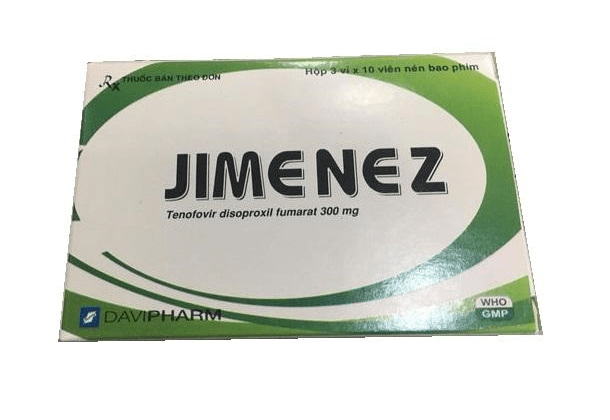 Rx THUỐC BÁN THEO ĐƠN
Hộp 3 vỉ x 10 viên nén bao phim
JIMENEZ
Tenofovir disoproxil fumarat 300 mg
DAVIPHARM
WHO
GMP